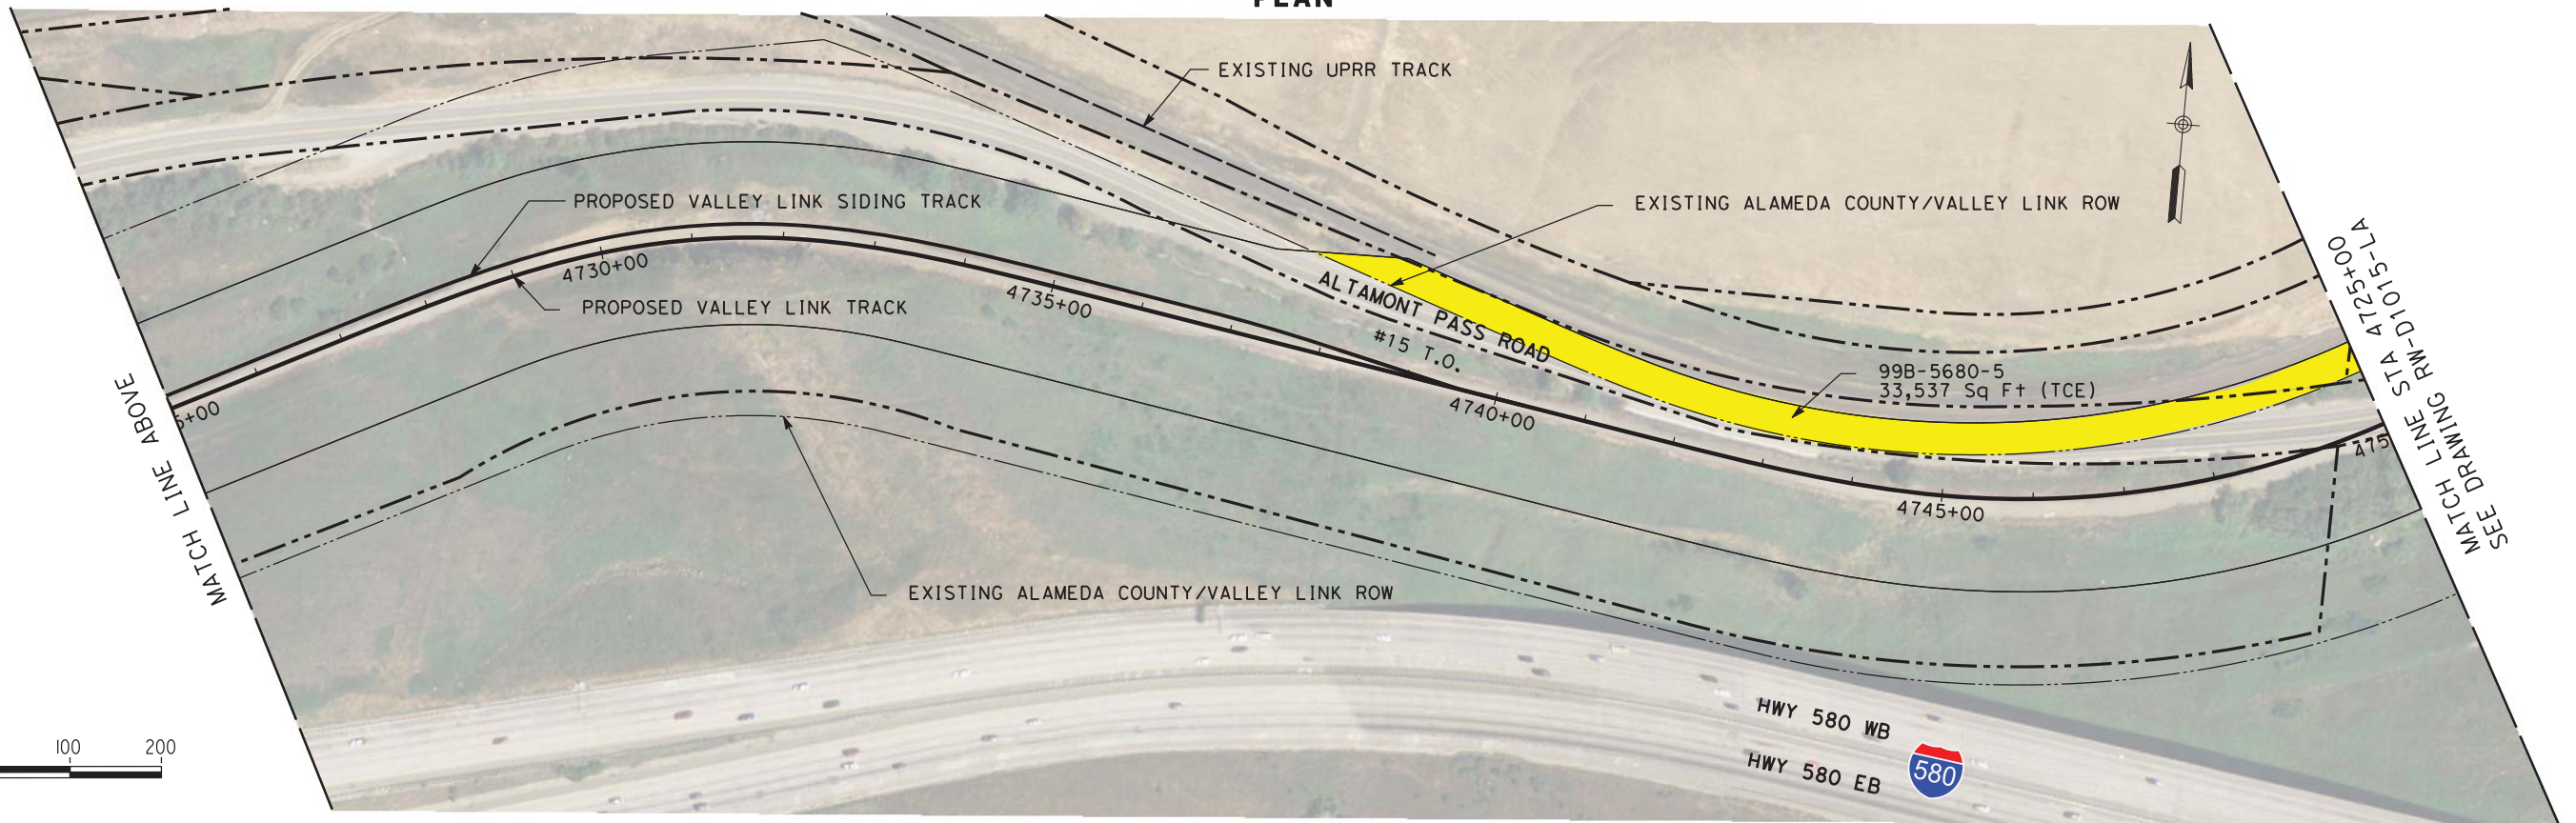 PLAN
EXISTING UPRR TRACK
EXISTING ALAMEDA COUNTY/VALLEY LINK ROW
PROPOSED VALLEY LINK SIDING TRACK
4730+00
PROPOSED VALLEY LINK TRACK
4735+00
ALTAMONT PASS ROAD
#15 T.O.
99B-5680-5
33,537 Sq Ft (TCE)
4740+00
5+00
475
4745+00
MATCH LINE ABOVE
MATCH LINE STA 4725+00
SEE DRAWING RW-D1015-LA
EXISTING ALAMEDA COUNTY/VALLEY LINK ROW
HWY 580 WB
HWY 580 EB
580
100 200